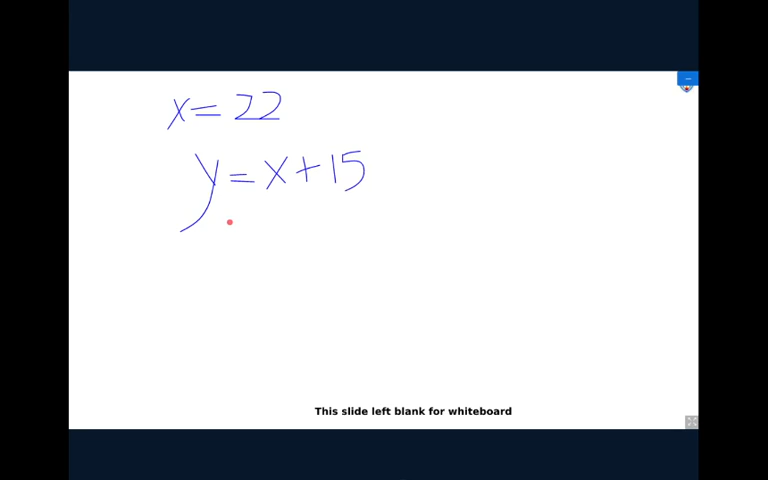 x = 22
y = x + 15
This slide left blank for whiteboard